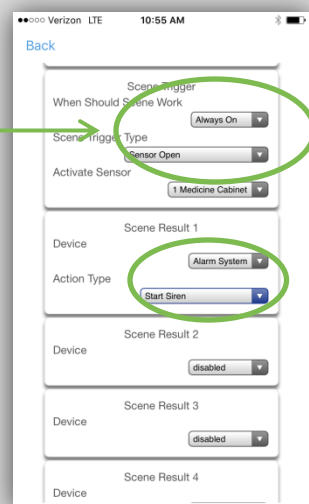 Verizon LTE 10:55 AM
Back
Scene Trigger
When Should Scene Work
Always On
Scene Trigger Type
Sensor Open
Activate Sensor
1 Medicine Cabinet
Scene Result 1
Device
Alarm System
Action Type
Start Siren
Scene Result 2
Device
disabled
Scene Result 3
Device
disabled
Scene Result 4
Device